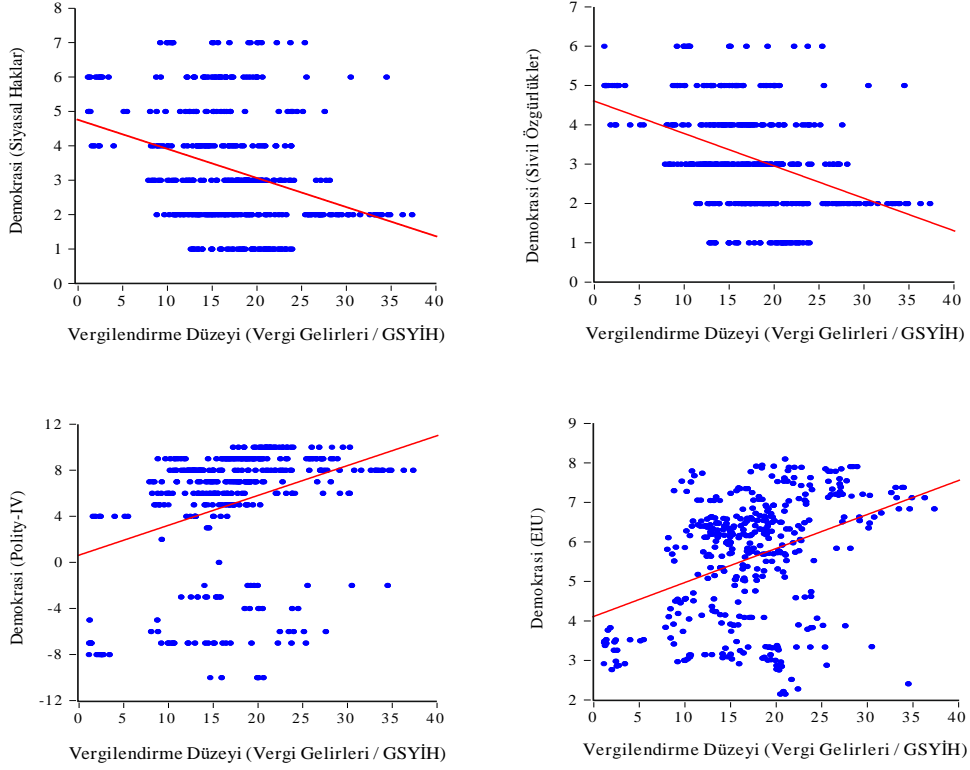 Demokrasi (Siyasal Haklar)
8
7
6
5
4
3
2
1
0
0 5 10 15 20 25 30 35 40
Vergilendirme Düzeyi (Vergi Gelirleri / GSYİH)
Demokrasi (Sivil Özgürlükler)
7
6
5
4
3
2
1
0
0 5 10 15 20 25 30 35 40
Vergilendirme Düzeyi (Vergi Gelirleri / GSYİH)
Demokrasi (Polity-IV)
12
8
4
0
-4
-8
-12
0 5 10 15 20 25 30 35 40
Vergilendirme Düzeyi (Vergi Gelirleri / GSYİH)
Demokrasi (EIU)
9
8
7
6
5
4
3
2
0 5 10 15 20 25 30 35 40
Vergilendirme Düzeyi (Vergi Gelirleri / GSYİH)